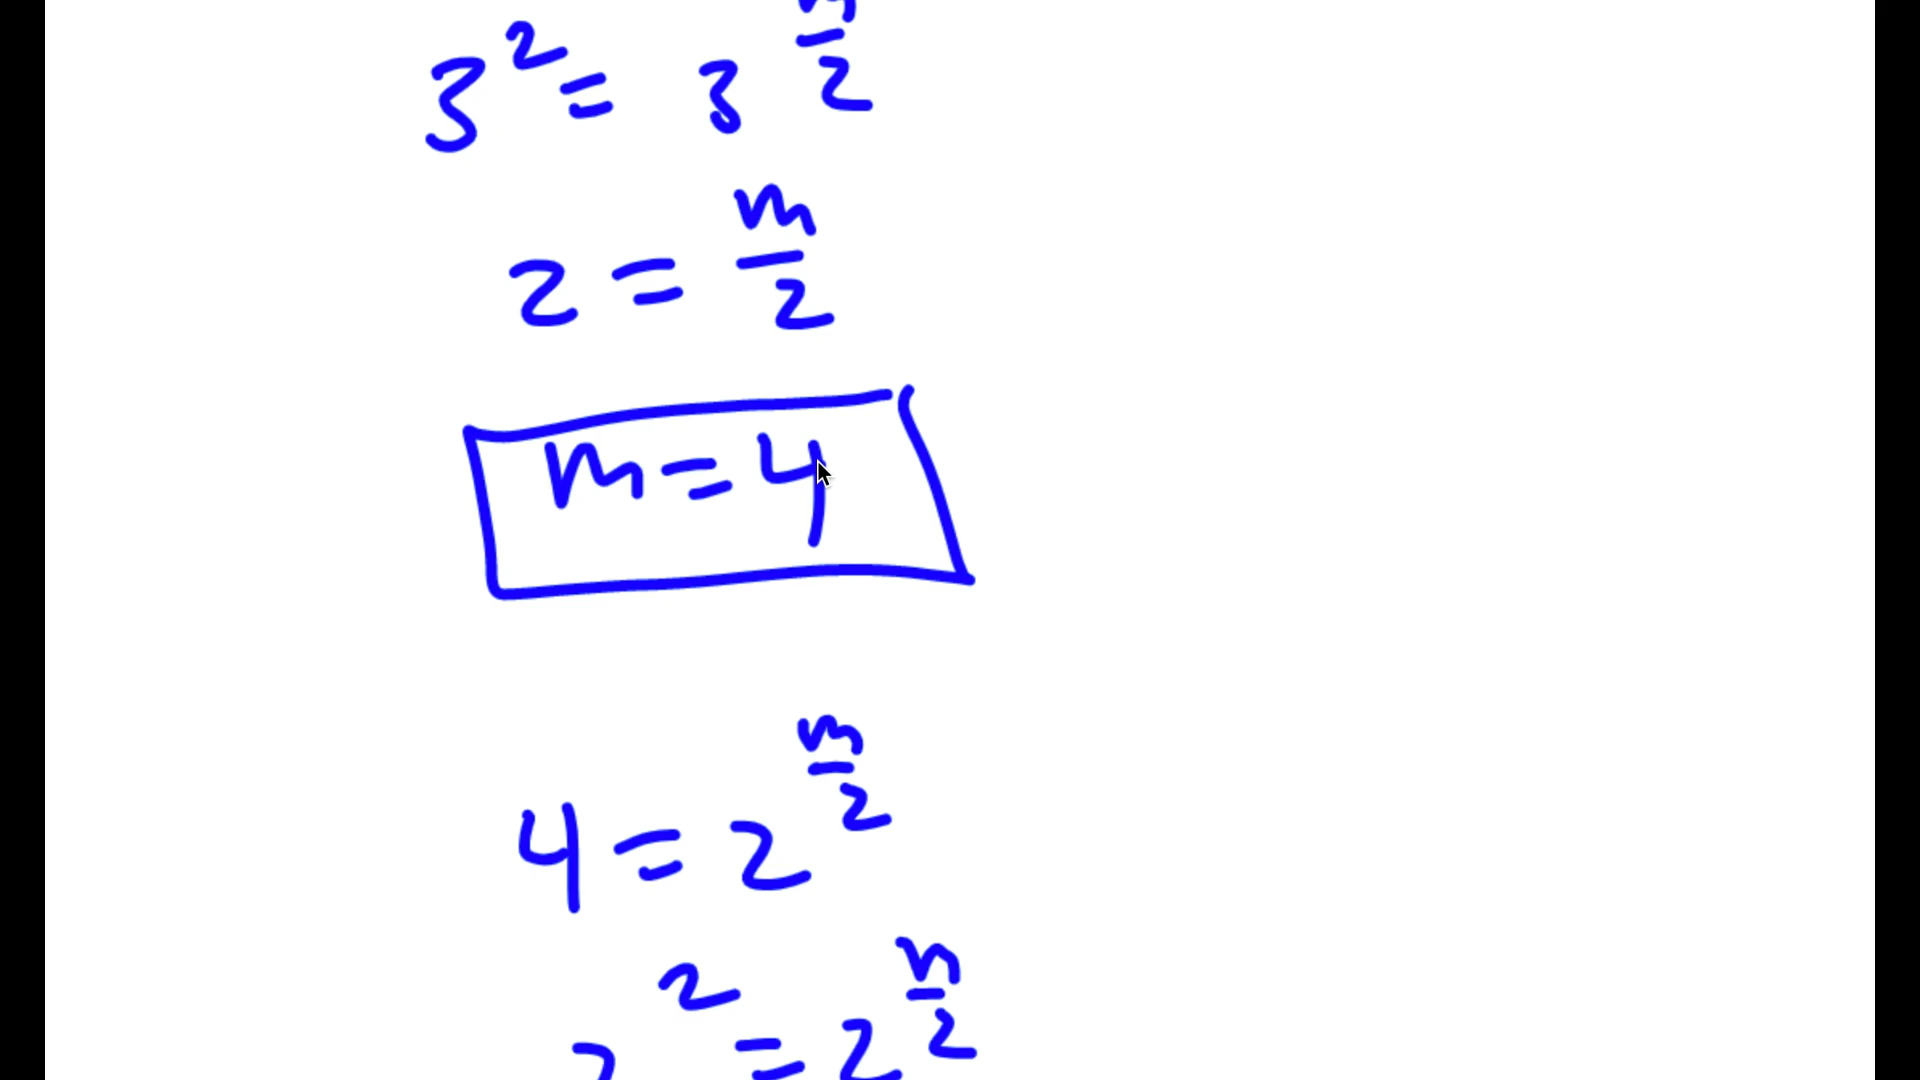 3^2 = 3^(m/2)
2 = m/2
m = 4
4 = 2^(m/2)
2^2 = 2^(n/2)